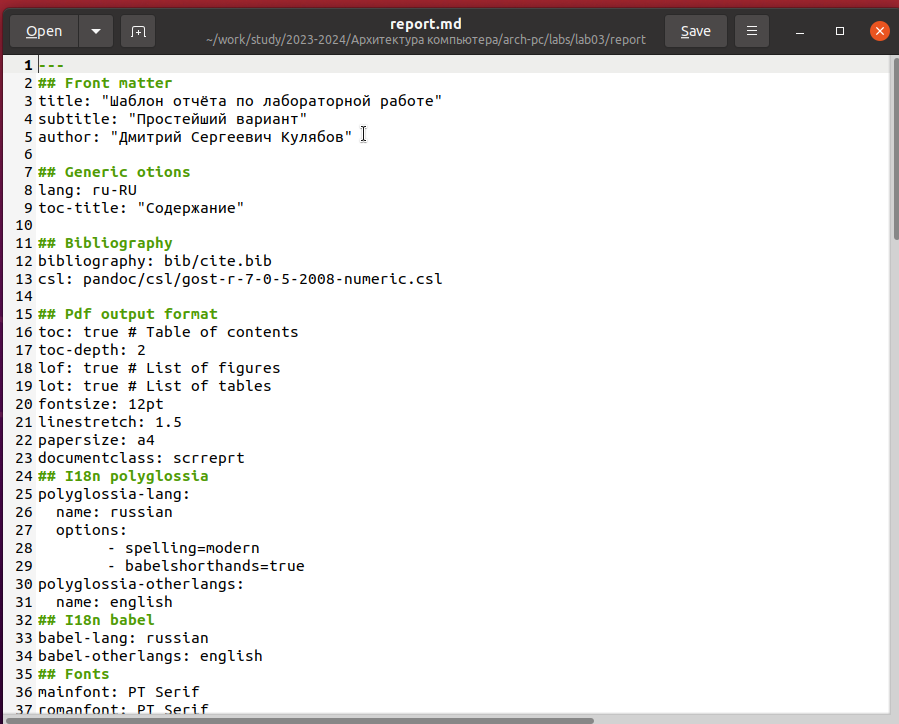 Open
report.md
~/work/study/2023-2024/Архитектура компьютера/arch-pc/labs/lab03/report
Save
1 ---
2 ## Front matter
3 title: "Шаблон отчёта по лабораторной работе"
4 subtitle: "Простейший вариант"
5 author: "Дмитрий Сергеевич Кулябов"
6
7 ## Generic otions
8 lang: ru-RU
9 toc-title: "Содержание"
10
11 ## Bibliography
12 bibliography: bib/cite.bib
13 csl: pandoc/csl/gost-r-7-0-5-2008-numeric.csl
14
15 ## Pdf output format
16 toc: true # Table of contents
17 toc-depth: 2
18 lof: true # List of figures
19 lot: true # List of tables
20 fontsize: 12pt
21 linestretch: 1.5
22 papersize: a4
23 documentclass: scrreprt
24 ## I18n polyglossia
25 polyglossia-lang:
26   name: russian
27   options:
28         - spelling=modern
29         - babelshorthands=true
30 polyglossia-otherlangs:
31   name: english
32 ## I18n babel
33 babel-lang: russian
34 babel-otherlangs: english
35 ## Fonts
36 mainfont: PT Serif
37 romanfont: PT Serif